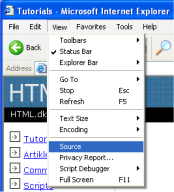 Tutorials - Microsoft Internet Explorer
File Edit View Favorites Tools Help
Back
Toolbars
Status Bar
Explorer Bar
Address
Go To
Stop Esc
Refresh F5
HT
HTML.dk
Text Size
Encoding
Source
Privacy Report...
Script Debugger
Full Screen F11
Tutor
Artikl
Comm
Scripts